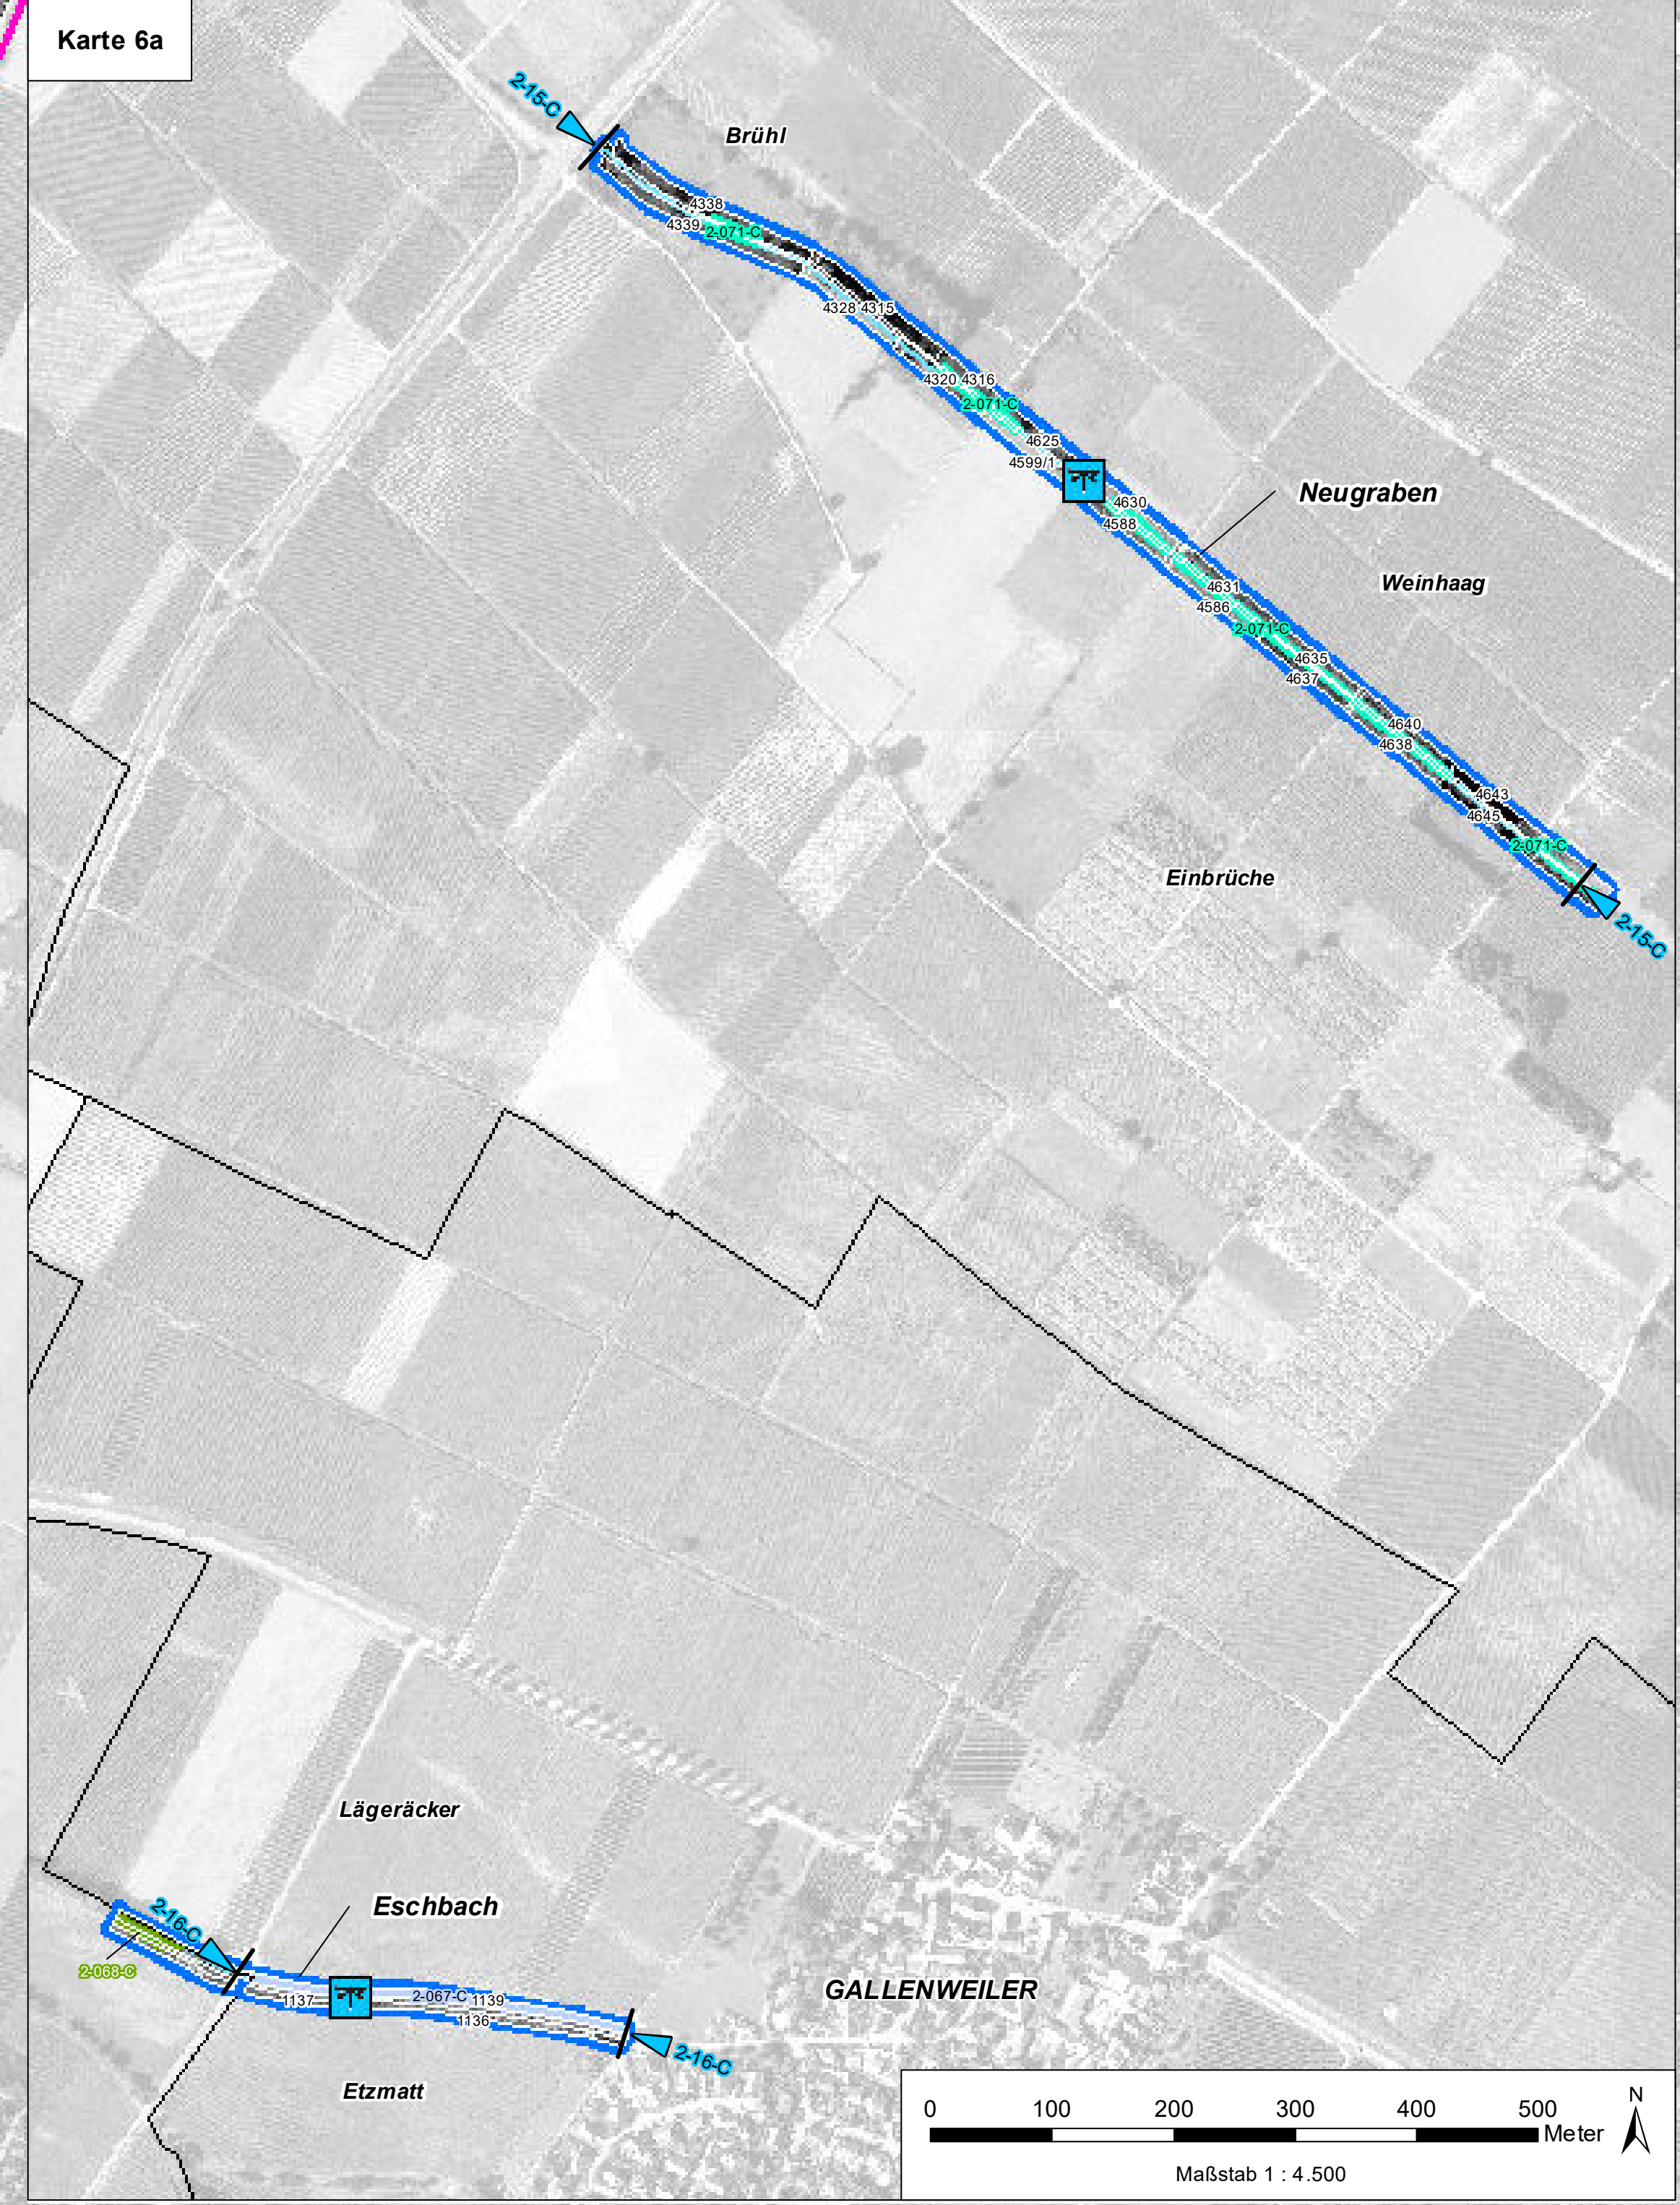 Karte 6a
2-15-C
Brühl
4338
4339
2-071-C
4328 4315
4320 4316
2-071-C
4625
4599/1
Neugraben
4630
4588
Weinhaag
4631
4586
2-071-C
4635
4637
4640
4638
4643
4645
2-071-C
Einbrüche
2-15-C
Lägeräcker
Eschbach
2-16-C
2-068-C
GALLENWEILER
2-067-C 1139
1137
1136
2-16-C
Etzmatt
0 100 200 300 400 500
Meter
N
Maßstab 1 : 4.500